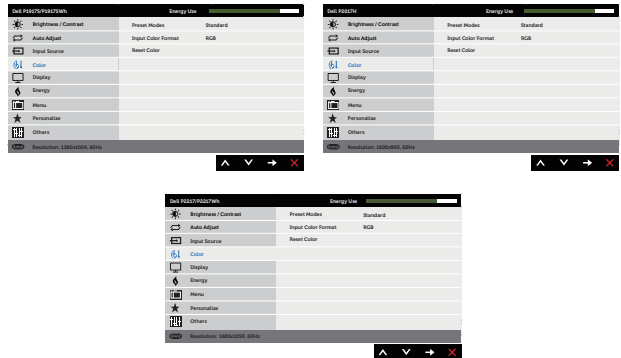 Dell P1917S/P1917SWh Energy Use
Brightness / Contrast Preset Modes Standard
Auto Adjust Input Color Format RGB
Input Source Reset Color
Color
Display
Energy
Menu
Personalize
Others
Resolution: 1280x1024, 60Hz
Dell P2017H Energy Use
Brightness / Contrast Preset Modes Standard
Auto Adjust Input Color Format RGB
Input Source Reset Color
Color
Display
Energy
Menu
Personalize
Others
Resolution: 1600x900, 60Hz
Dell P2217/P2217Wh Energy Use
Brightness / Contrast Preset Modes Standard
Auto Adjust Input Color Format RGB
Input Source Reset Color
Color
Display
Energy
Menu
Personalize
Others
Resolution: 1680x1050, 60Hz